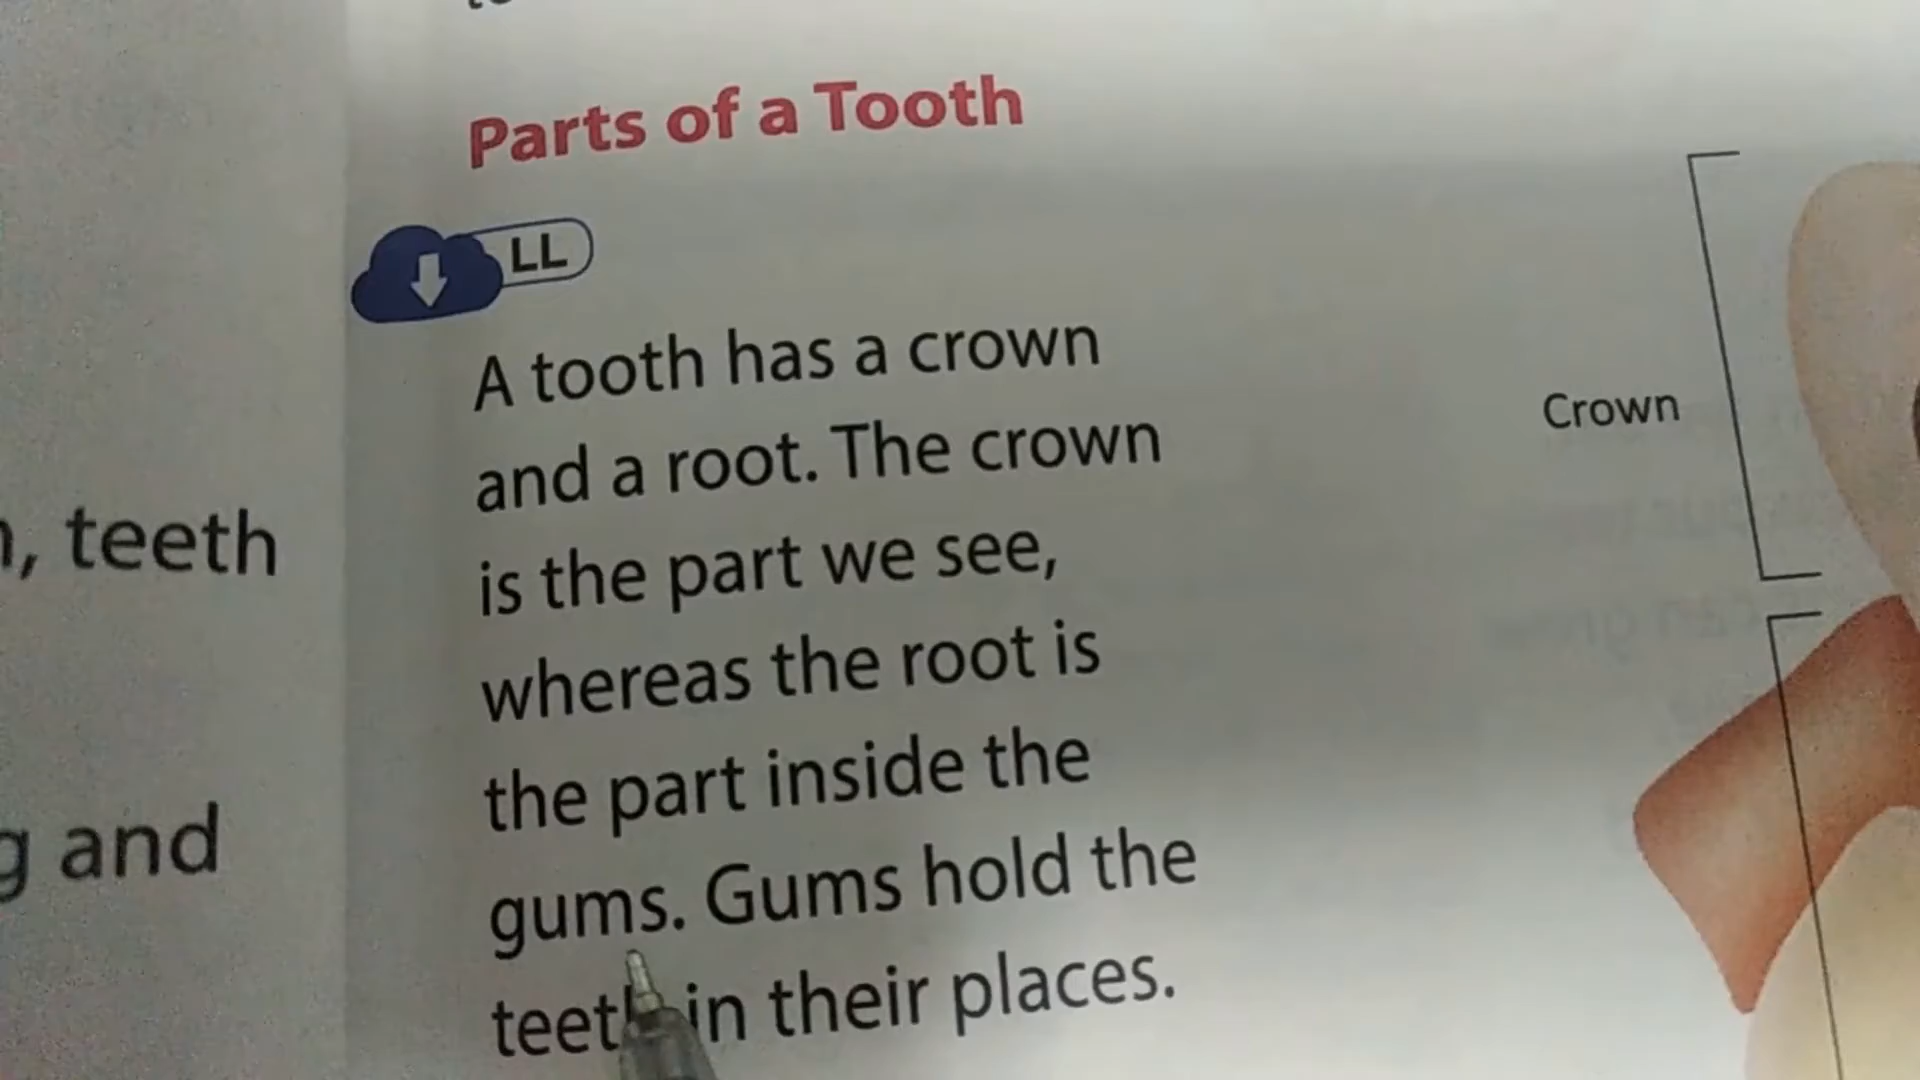 Parts of a Tooth
LL
A tooth has a crown
and a root. The crown
is the part we see,
whereas the root is
the part inside the
gums. Gums hold the
teeth in their places.
Crown
, teeth
and